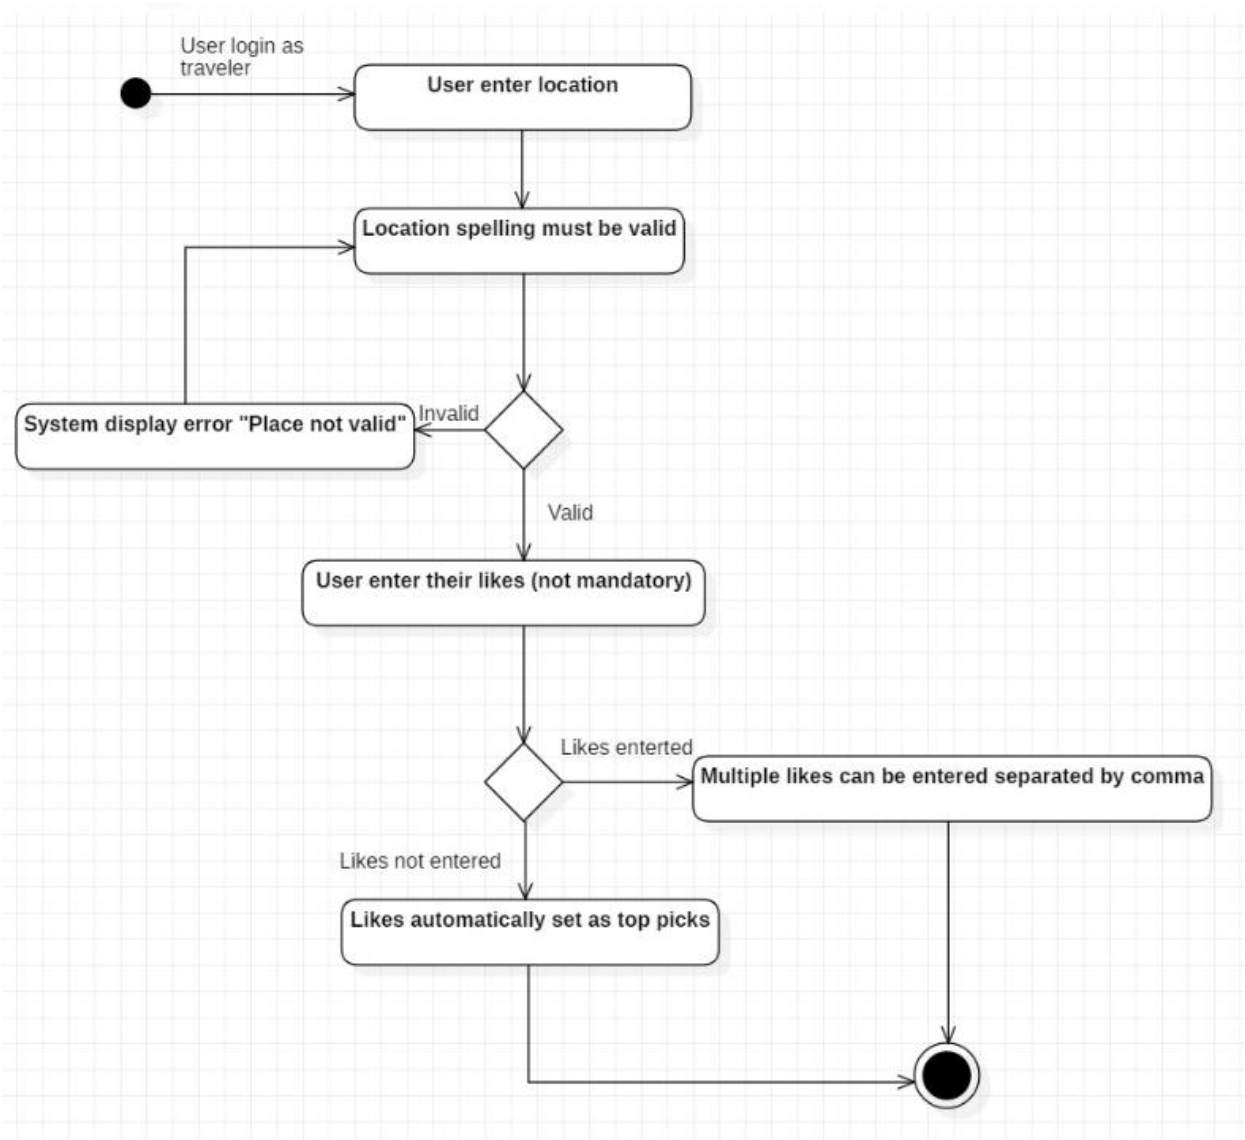 User login as
traveler
User enter location
Location spelling must be valid
Invalid
System display error "Place not valid"
Valid
User enter their likes (not mandatory)
Likes enterted
Multiple likes can be entered separated by comma
Likes not entered
Likes automatically set as top picks